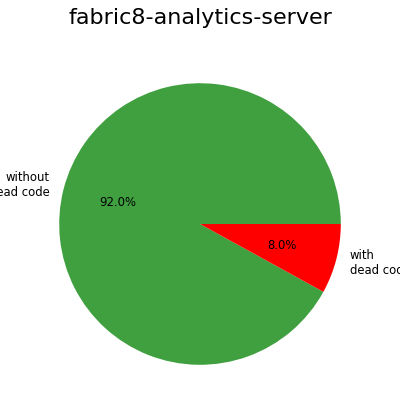 fabric8-analytics-server
without
ead code
92.0%
8.0%
with
dead cod